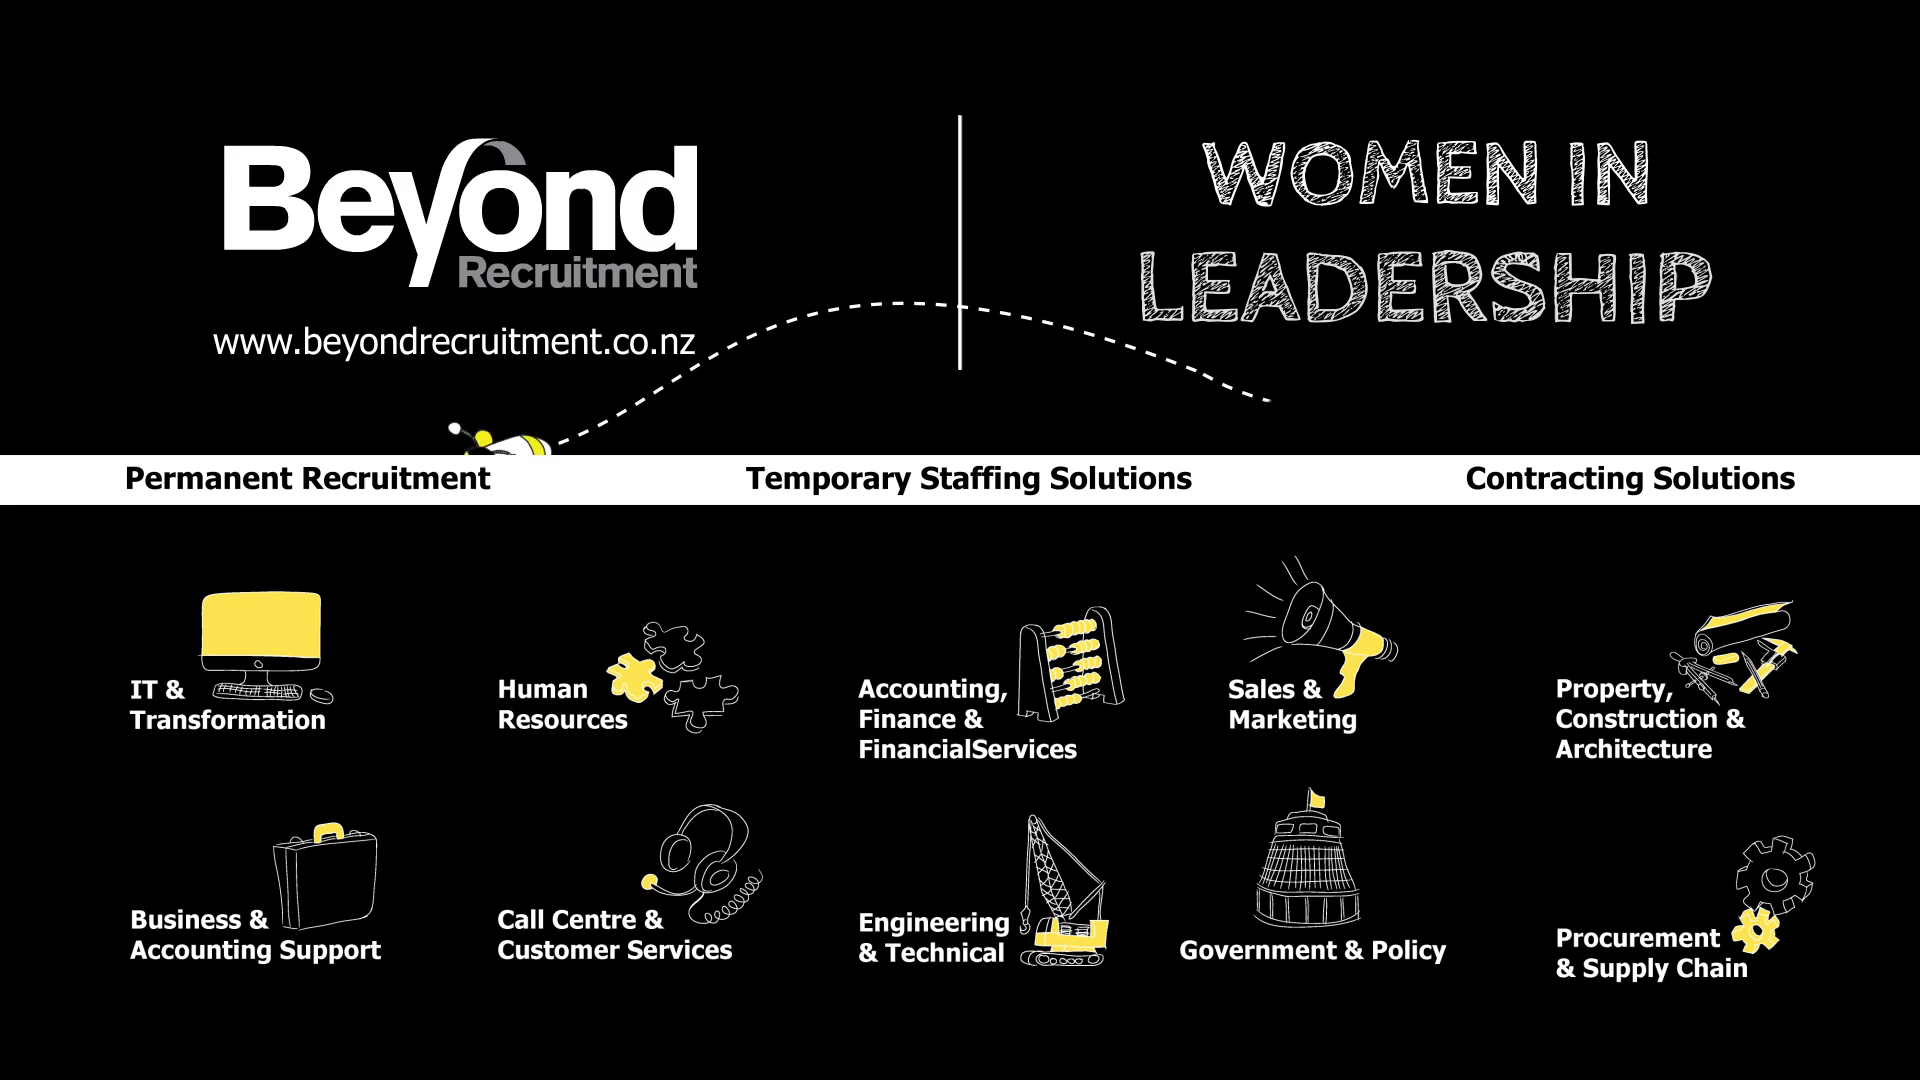 Beyond
Recruitment
www.beyondrecruitment.co.nz
WOMEN IN
LEADERSHIP
Permanent Recruitment
Temporary Staffing Solutions
Contracting Solutions
IT &
Transformation
Human
Resources
Accounting,
Finance &
FinancialServices
Sales &
Marketing
Property,
Construction &
Architecture
Business &
Accounting Support
Call Centre &
Customer Services
Engineering
& Technical
Government & Policy
Procurement
& Supply Chain